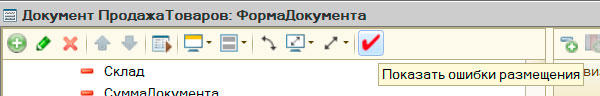 Документ ПродажаТоваров: ФормаДокумента
Склад
Показать ошибки размещения
СуммаДокумента